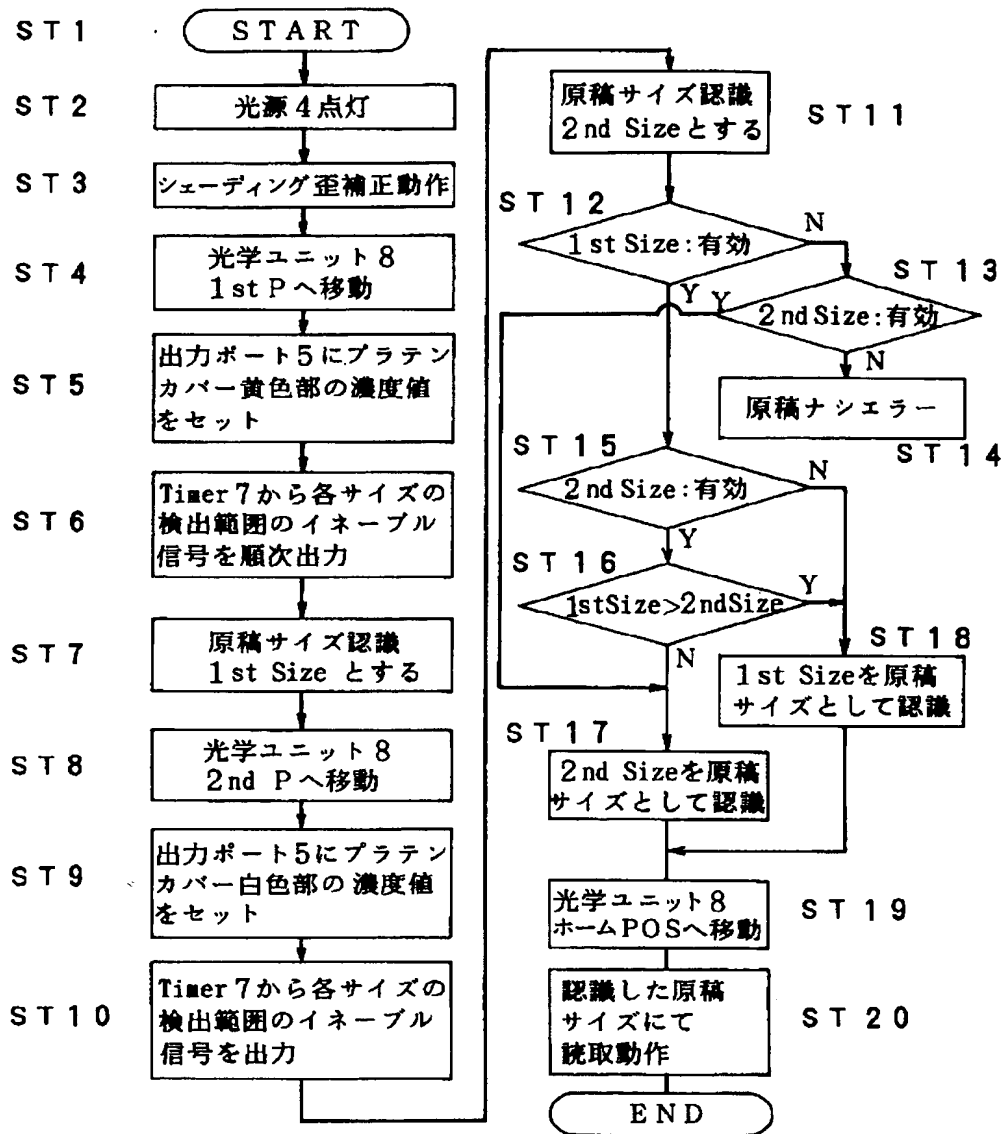 ST1
START
ST2
光源4点灯
ST3
シェーディング歪補正動作
ST4
光学ユニット8
1st Pへ移動
ST5
出力ポート5にプラテン
カバー黄色部の濃度値
をセット
ST6
Timer7から各サイズの
検出範囲のイネーブル
信号を順次出力
ST7
原稿サイズ認識
1st Size とする
ST8
光学ユニット8
2nd Pへ移動
ST9
出力ポート5にプラテン
カバー白色部の濃度値
をセット
ST10
Timer7から各サイズの
検出範囲のイネーブル
信号を出力
原稿サイズ認識
2nd Sizeとする
ST11
ST12
1st Size:有効
N
Y
ST13
2nd Size:有効
Y
N
原稿ナシエラー
ST14
ST15
2nd Size:有効
N
Y
ST16
1stSize>2ndSize
Y
N
ST18
1st Sizeを原稿
サイズとして認識
ST17
2nd Sizeを原稿
サイズとして認識
光学ユニット8
ホームPOSへ移動
ST19
認識した原稿
サイズにて
読取動作
ST20
END